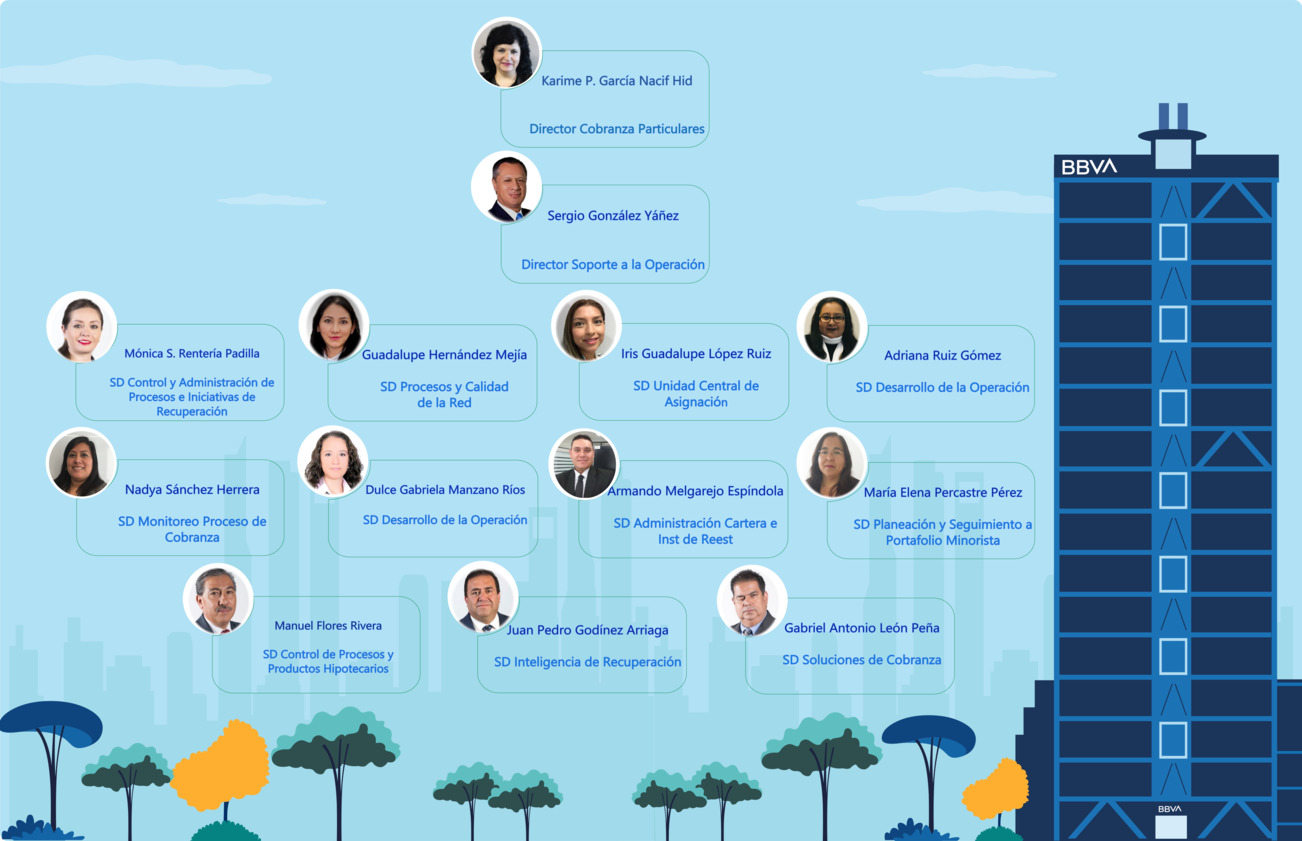 Karime P. García Nacif Hid
Director Cobranza Particulares
BBVA
Sergio González Yáñez
Director Soporte a la Operación
Mónica S. Rentería Padilla
SD Control y Administración de
Procesos e Iniciativas de
Recuperación
Guadalupe Hernández Mejía
SD Procesos y Calidad
de la Red
Iris Guadalupe López Ruiz
SD Unidad Central de
Asignación
Adriana Ruiz Gómez
SD Desarrollo de la Operación
Nadya Sánchez Herrera
SD Monitoreo Proceso de
Cobranza
Dulce Gabriela Manzano Ríos
SD Desarrollo de la Operación
Armando Melgarejo Espíndola
SD Administración Cartera e
Inst de Reest
María Elena Percastre Pérez
SD Planeación y Seguimiento a
Portafolio Minorista
Manuel Flores Rivera
SD Control de Procesos y
Productos Hipotecarios
Juan Pedro Godínez Arriaga
SD Inteligencia de Recuperación
Gabriel Antonio León Peña
SD Soluciones de Cobranza
BBVA